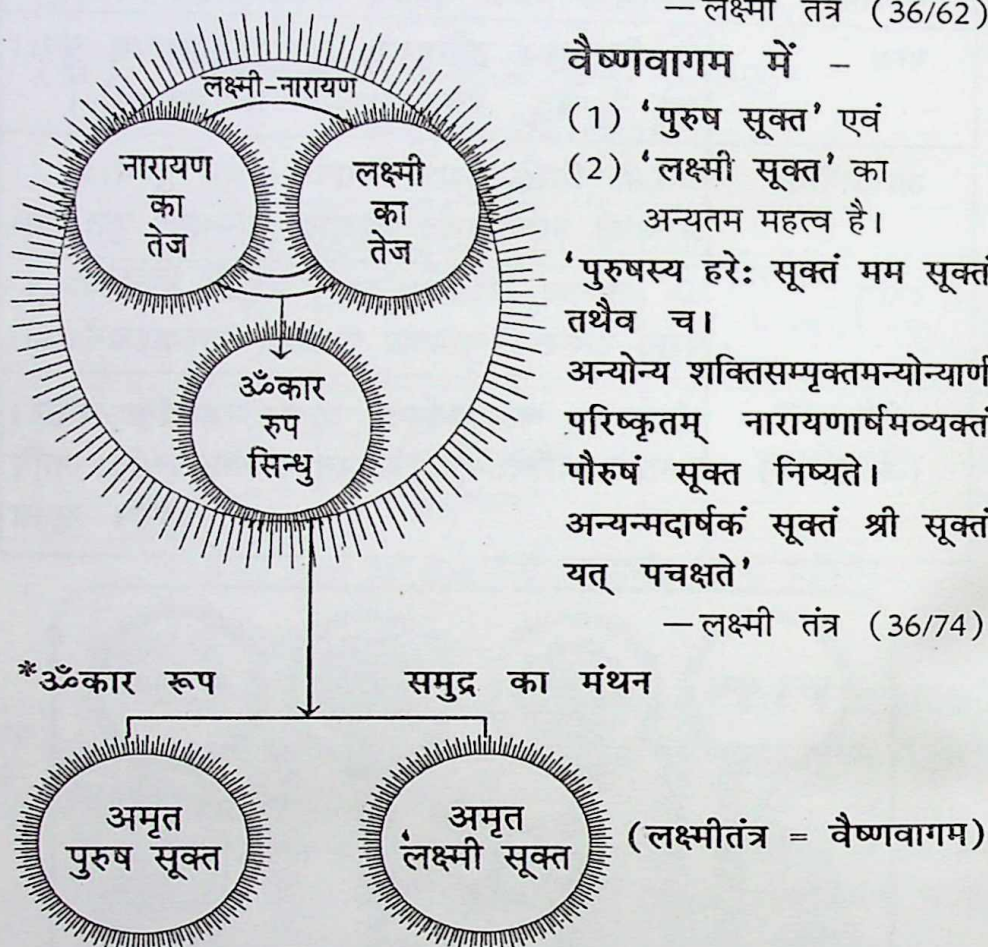 —लक्ष्मी तंत्र (36/62)
लक्ष्मी-नारायण
नारायण
का
तेज
लक्ष्मी
का
तेज
ॐकार
रुप
सिन्धु
वैष्णवागम में -
(1) ‘पुरुष सूक्त’ एवं
(2) ‘लक्ष्मी सूक्त’ का
अन्यतम महत्व है।
‘पुरुषस्य हरेः सूक्तं मम सूक्तं
तथैव च।
अन्योन्य शक्तिसम्पृक्तमन्योन्यार्ण
परिष्कृतम् नारायणार्षमव्यक्तं
पौरुषं सूक्त निष्यते।
अन्यन्मदार्षकं सूक्तं श्री सूक्तं
यत् पचक्षते’
—लक्ष्मी तंत्र (36/74)
*ॐकार रूप समुद्र का मंथन
अमृत
पुरुष सूक्त
अमृत
‘लक्ष्मी सूक्त
(लक्ष्मीतंत्र = वैष्णवागम)